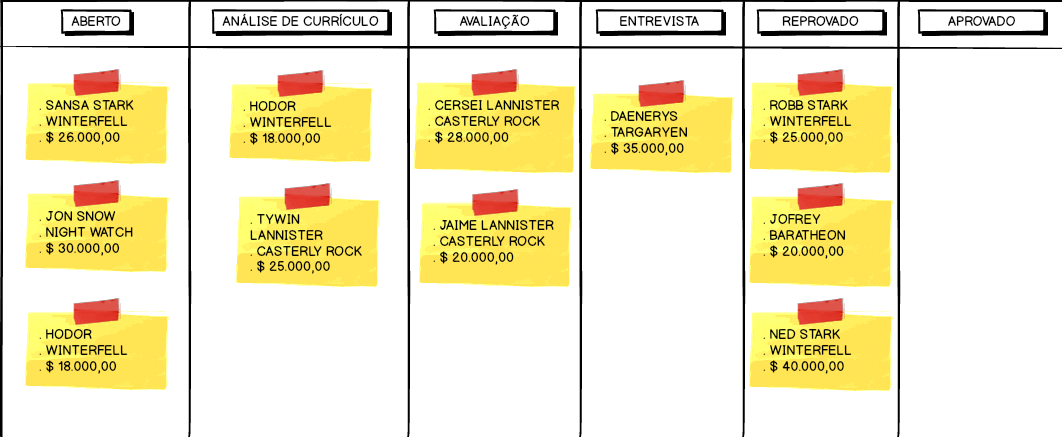 ABERTO
ANÁLISE DE CURRÍCULO
AVALIAÇÃO
ENTREVISTA
REPROVADO
APROVADO
. SANSA STARK
. WINTERFELL
. $ 26.000,00
. JON SNOW
. NIGHT WATCH
. $ 30.000,00
. HODOR
. WINTERFELL
. $ 18.000,00
. HODOR
. WINTERFELL
. $ 18.000,00
. TYWIN
LANNISTER
. CASTERLY ROCK
. $ 25.000,00
. CERSEI LANNISTER
. CASTERLY ROCK
. $ 28.000,00
. JAIME LANNISTER
. CASTERLY ROCK
. $ 20.000,00
. DAENERYS
. TARGARYEN
. $ 35.000,00
. ROBB STARK
. WINTERFELL
. $ 25.000,00
. JOFREY
. BARATHEON
. $ 20.000,00
. NED STARK
. WINTERFELL
. $ 40.000,00